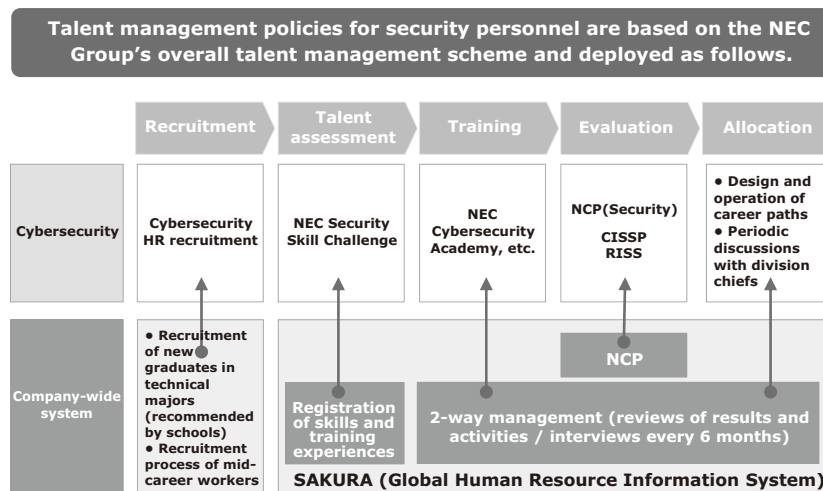 Talent management policies for security personnel are based on the NEC
Group's overall talent management scheme and deployed as follows.
Recruitment
Talent
assessment
Training
Evaluation
Allocation
Cybersecurity
Cybersecurity
HR recruitment
NEC Security
Skill Challenge
NEC
Cybersecurity
Academy, etc.
NCP(Security)
CISSP
RISS
● Design and
operation of
career paths
● Periodic
discussions
with division
chiefs
Company-wide
system
● Recruitment
of new
graduates in
technical
majors
(recommended
by schools)
● Recruitment
process of mid-
career workers
Registration
of skills and
training
experiences
NCP
2-way management (reviews of results and
activities / interviews every 6 months)
SAKURA (Global Human Resource Information System)